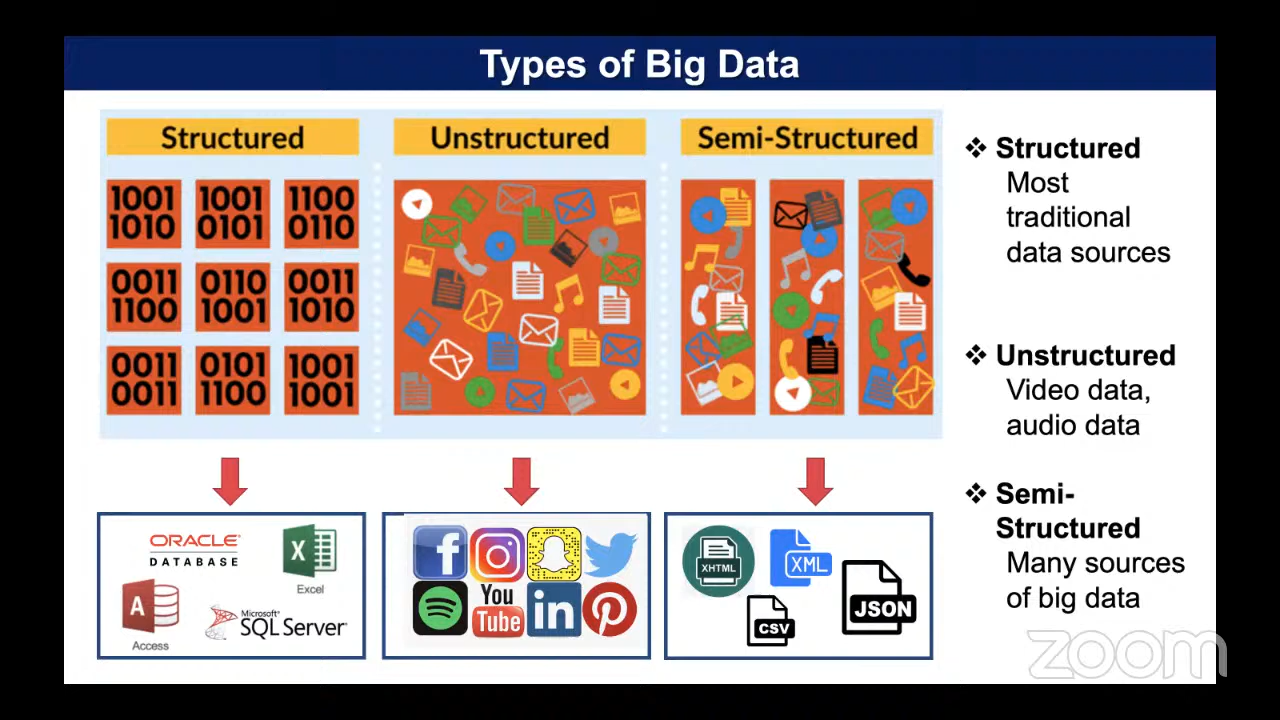 Types of Big Data
Structured
Unstructured
Semi-Structured
1001
1010
1001
0101
1100
0110
0011
1100
0110
1001
0011
1010
0011
0011
0101
1100
1001
1001
❖ Structured
Most
traditional
data sources
❖ Unstructured
Video data,
audio data
❖ Semi-
Structured
Many sources
of big data
ORACLE
DATABASE
X
Excel
A
Access
Microsoft
SQL Server
f
You
Tube
in
XHTML
XML
CSV
JSON
zoom